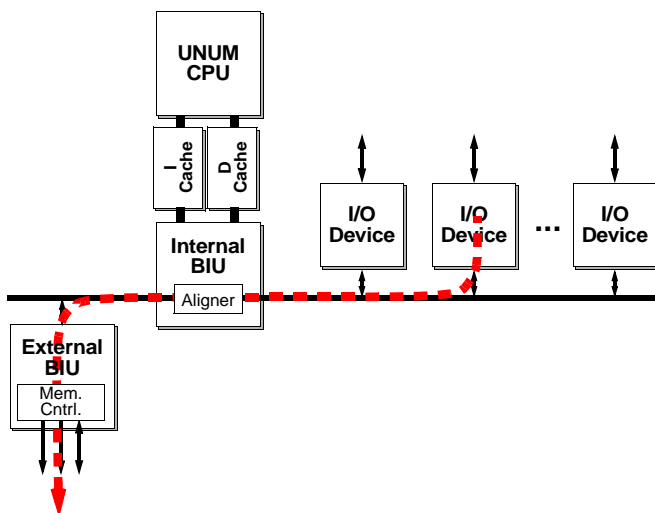 UNUM
CPU
I
Cache
D
Cache
I/O
Device
I/O
Device
...
I/O
Device
Internal
BIU
Aligner
External
BIU
Mem.
Cntrl.